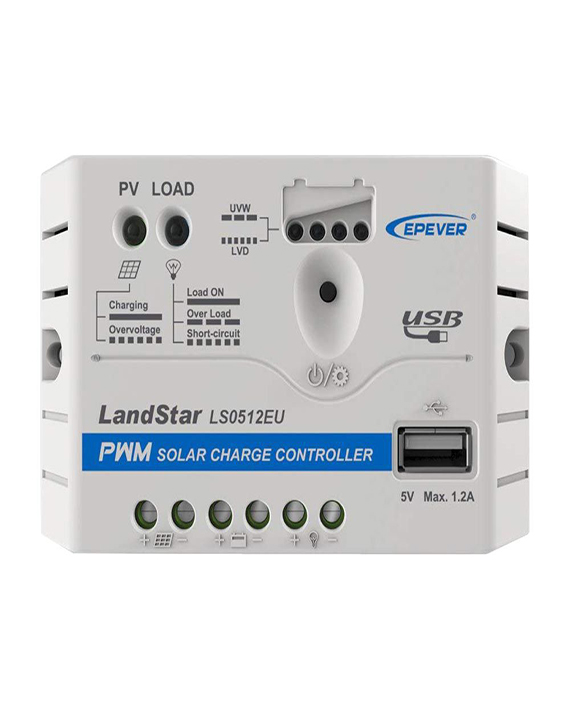 PV LOAD
UVW
LVD
EPEVER ®
Charging
Overvoltage
Load ON
Over Load
Short-circuit
USB
LandStar LS0512EU
PWM SOLAR CHARGE CONTROLLER
5V Max. 1.2A
+ - + - + -